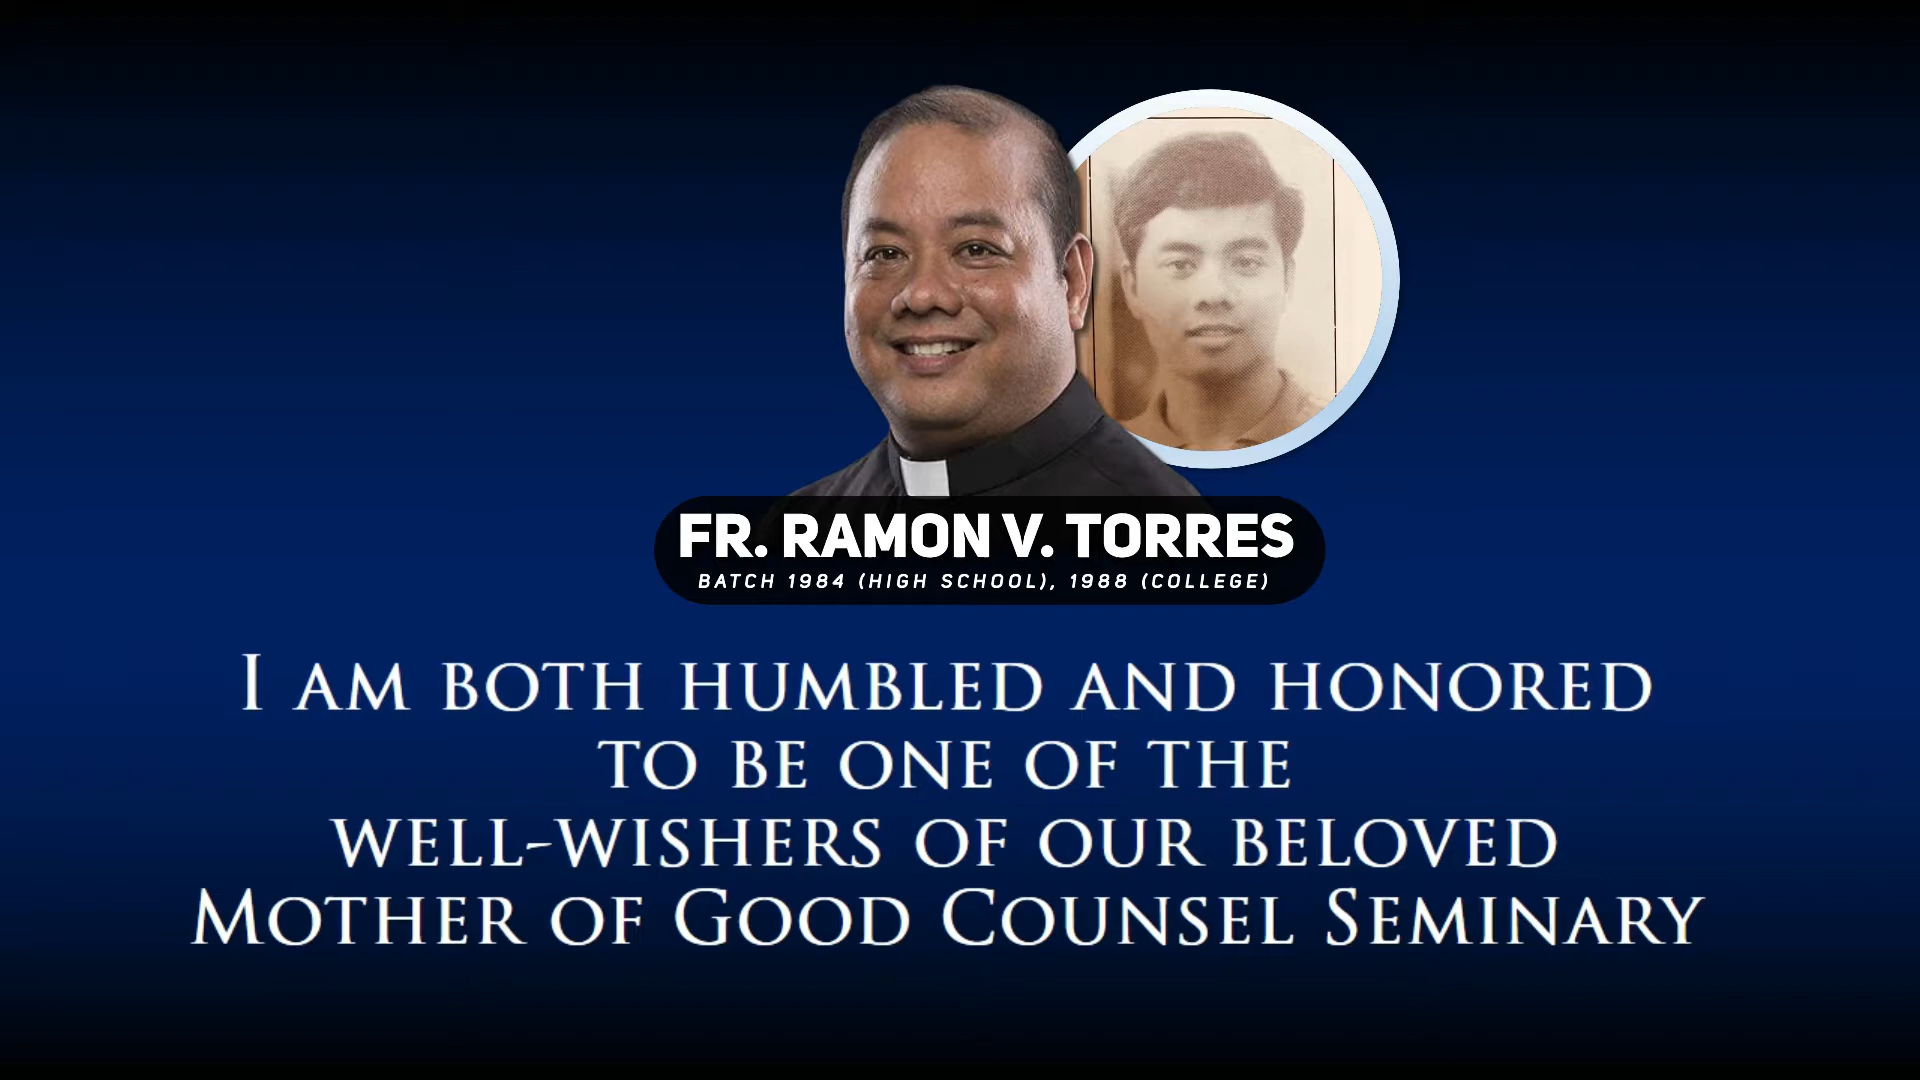 FR. RAMON V. TORRES
BATCH 1984 (HIGH SCHOOL), 1988 (COLLEGE)
I AM BOTH HUMBLED AND HONORED
TO BE ONE OF THE
WELL-WISHERS OF OUR BELOVED
MOTHER OF GOOD COUNSEL SEMINARY